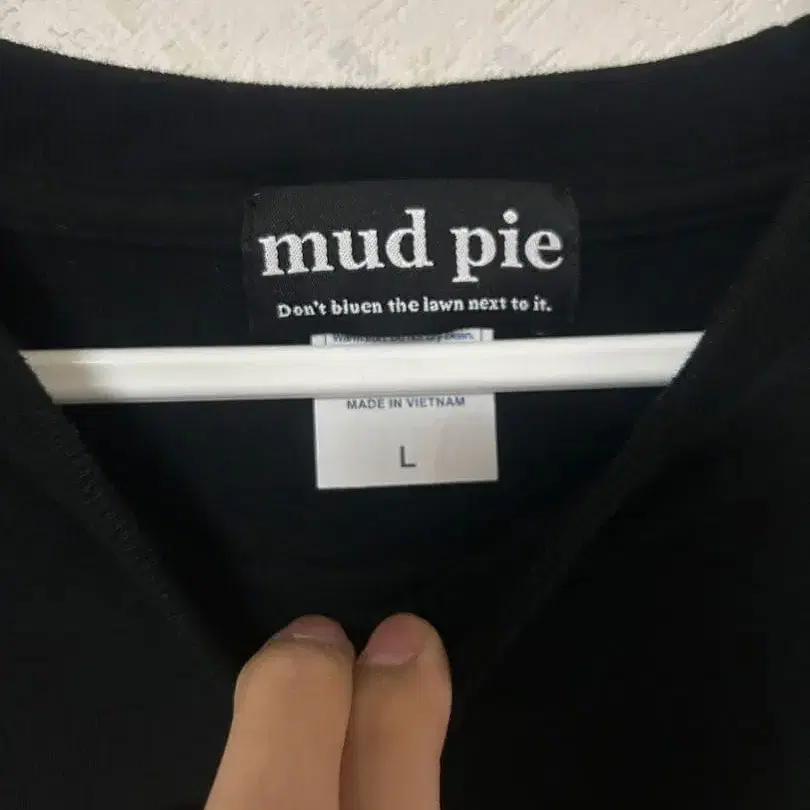 mud pie
Don't bluen the lawn next to it.
MADE IN VIETNAM
L